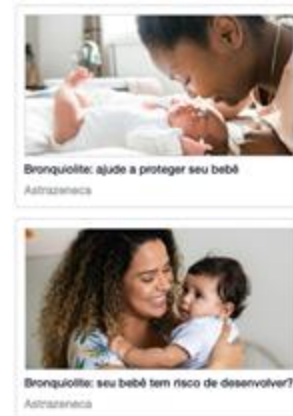 Bronquiolite: ajude a proteger seu bebê
Astrazeneca
Bronquiolite: seu bebê tem risco de desenvolver?
Astrazeneca